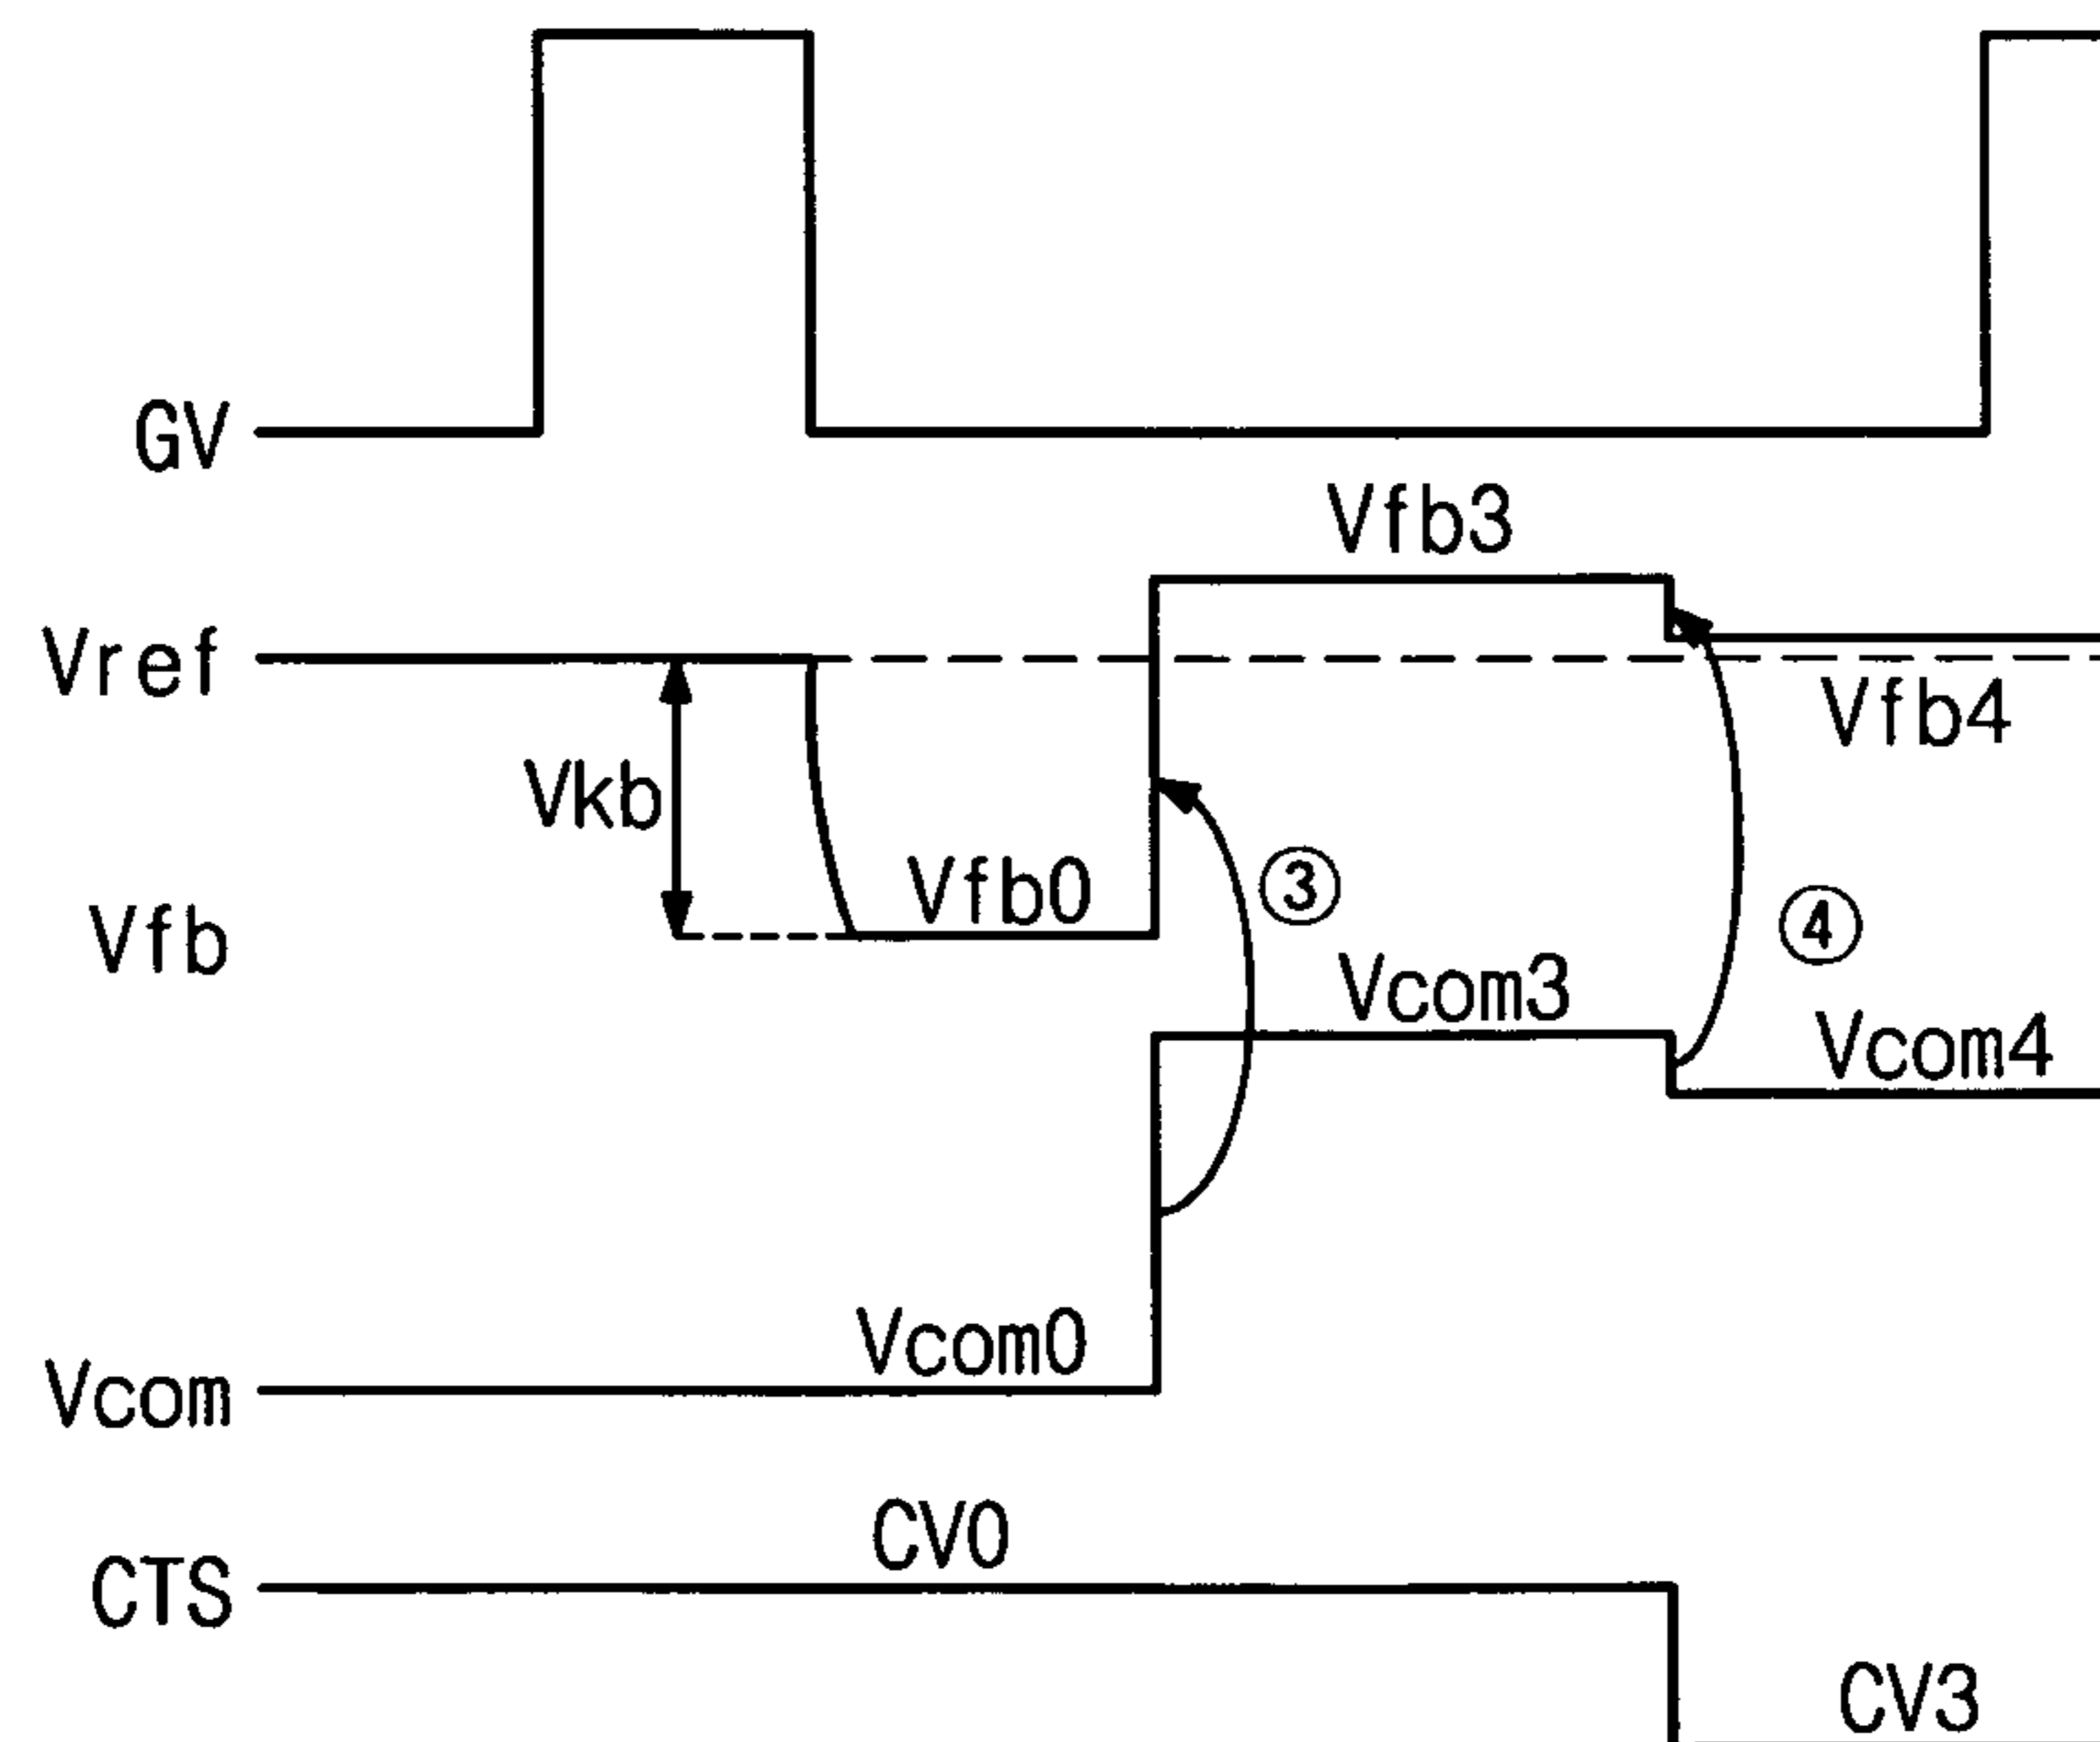 GV
Vfb3
Vref
Vfb4
Vkb
Vfb0
③
④
Vfb
Vcom3
Vcom4
Vcom0
Vcom
CV0
CTS
CV3